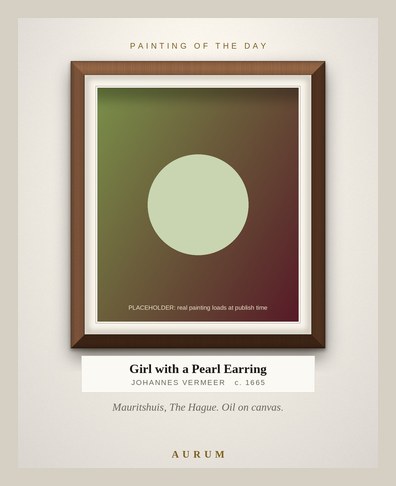 PAINTING OF THE DAY
PLACEHOLDER: real painting loads at publish time
Girl with a Pearl Earring
JOHANNES VERMEER c. 1665
Mauritshuis, The Hague. Oil on canvas.
AURUM